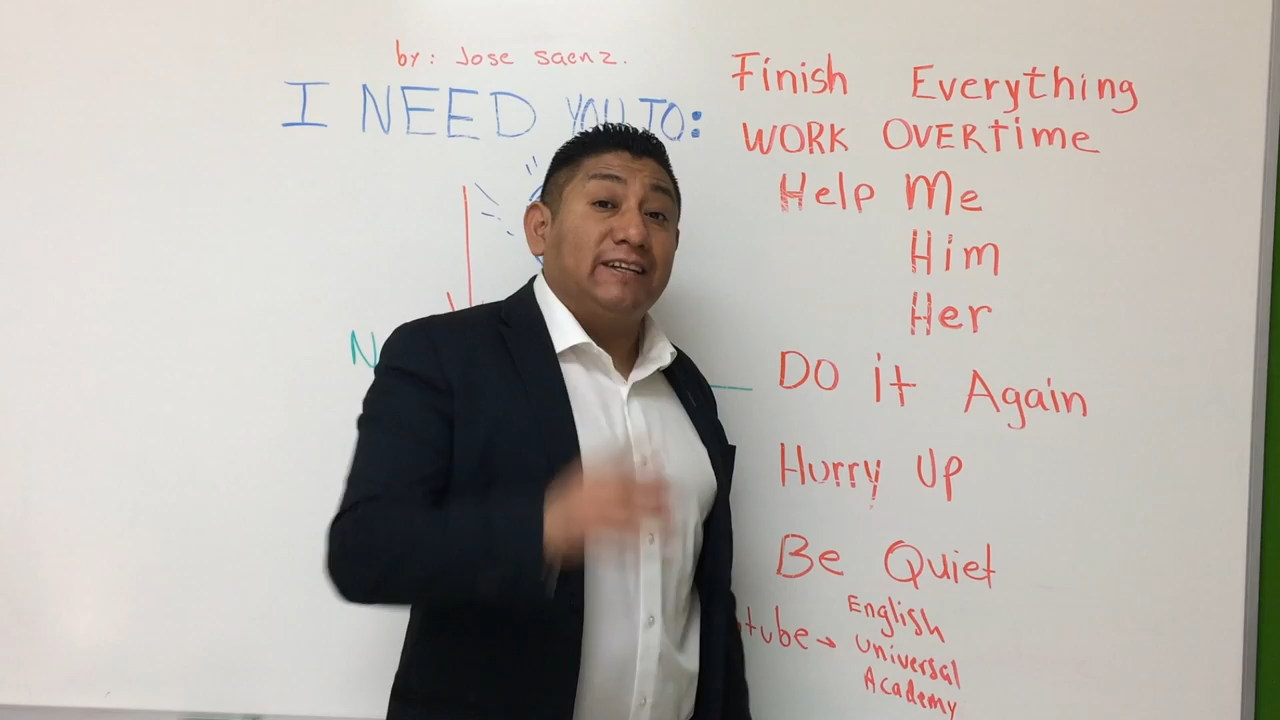 by: Jose Saenz.
I NEED YOU TO:
Finish Everything
WORK OVERTiME
Help Me
Him
Her
Do it Again
Hurry Up
Be Quiet
English
Universal
Academy